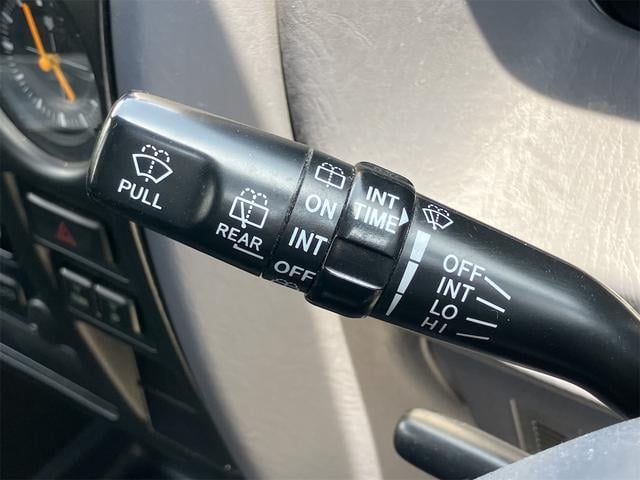 PULL
REAR
ON
INT
OFF
INT
TIME
OFF
INT
LO
HI